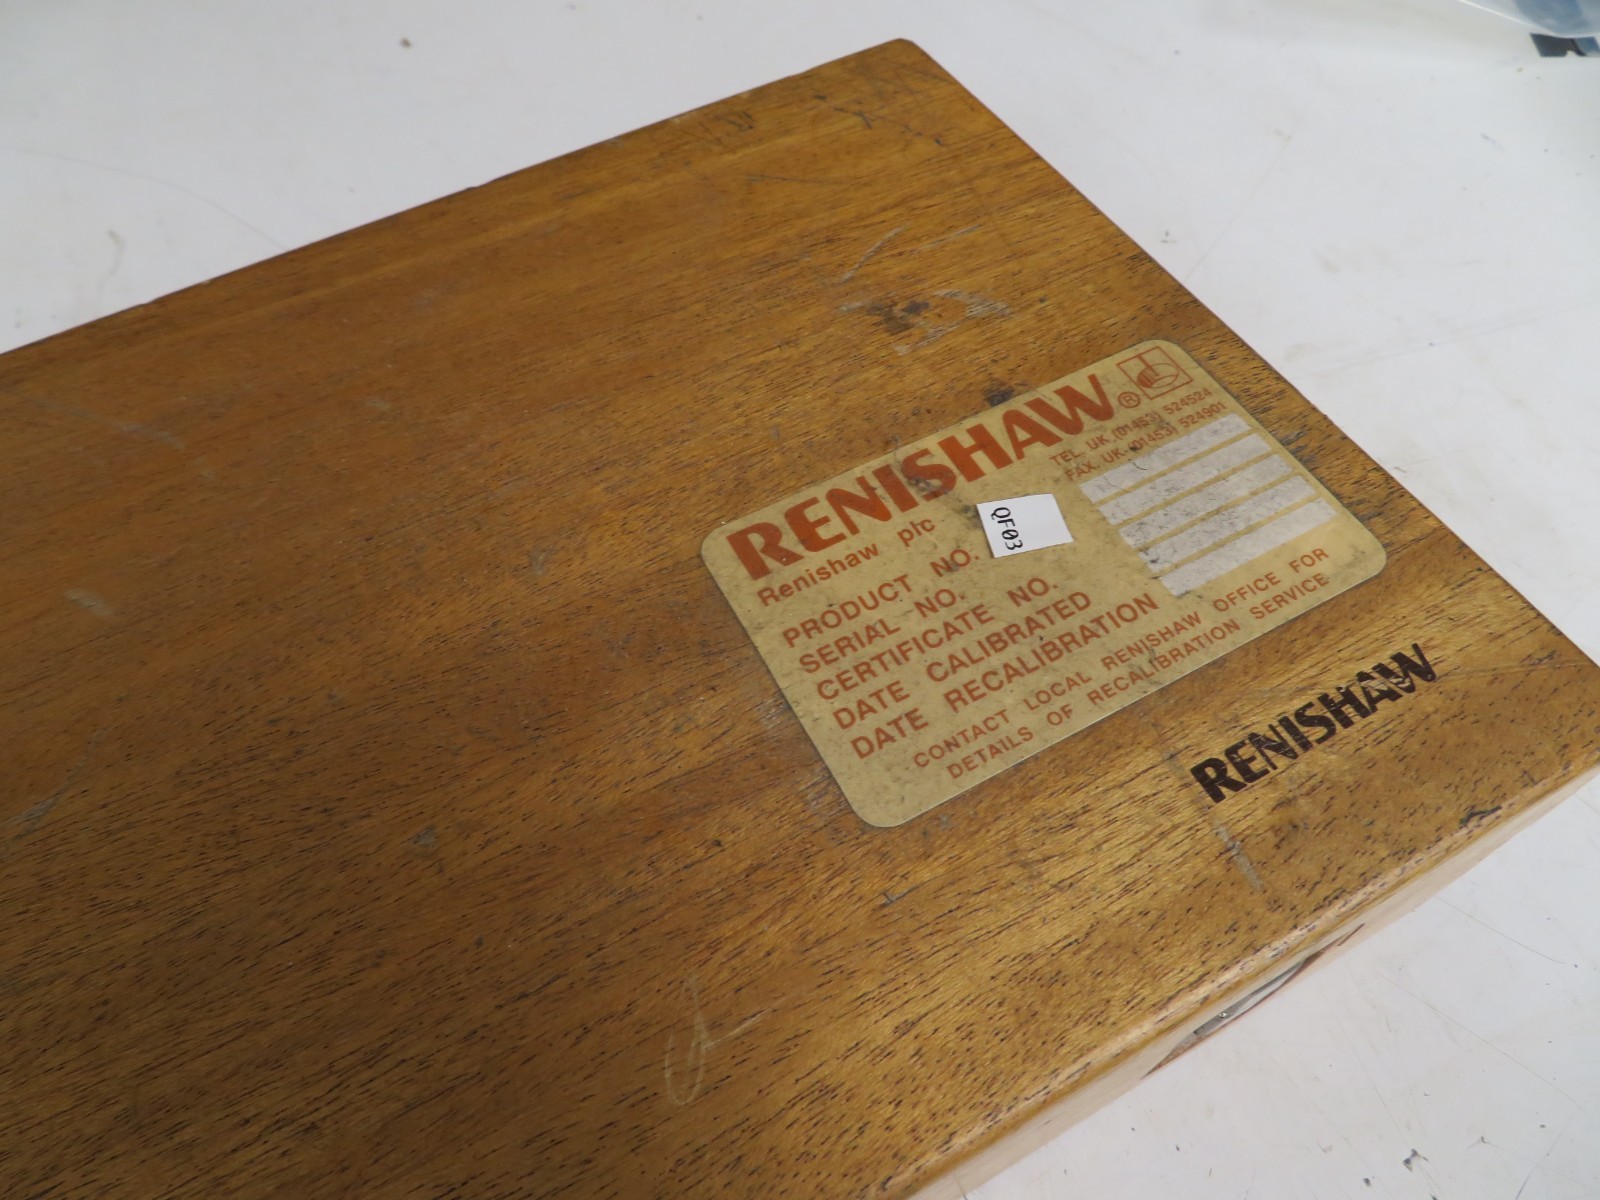 RENISHAW®
Renishaw plc
TEL. UK (01453) 524524
FAX. UK (01453) 524901
QF03
PRODUCT NO.
SERIAL NO.
CERTIFICATE NO.
DATE CALIBRATED
DATE RECALIBRATION
CONTACT LOCAL RENISHAW OFFICE FOR
DETAILS OF RECALIBRATION SERVICE
RENISHAW